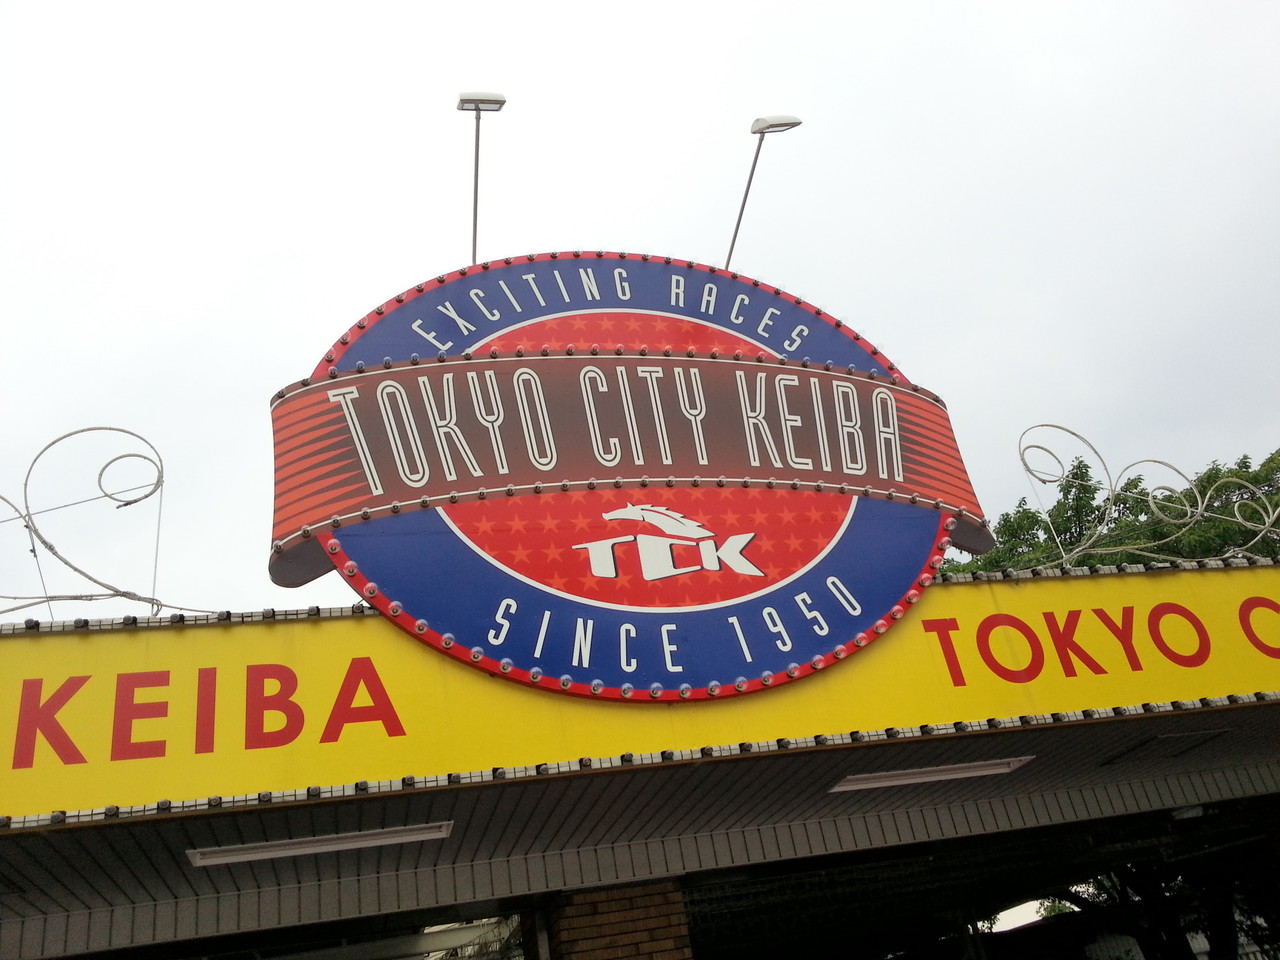 EXCITING RACES
TOKYO CITY KEIBA
TCK
SINCE 1950
KEIBA
TOKYO C